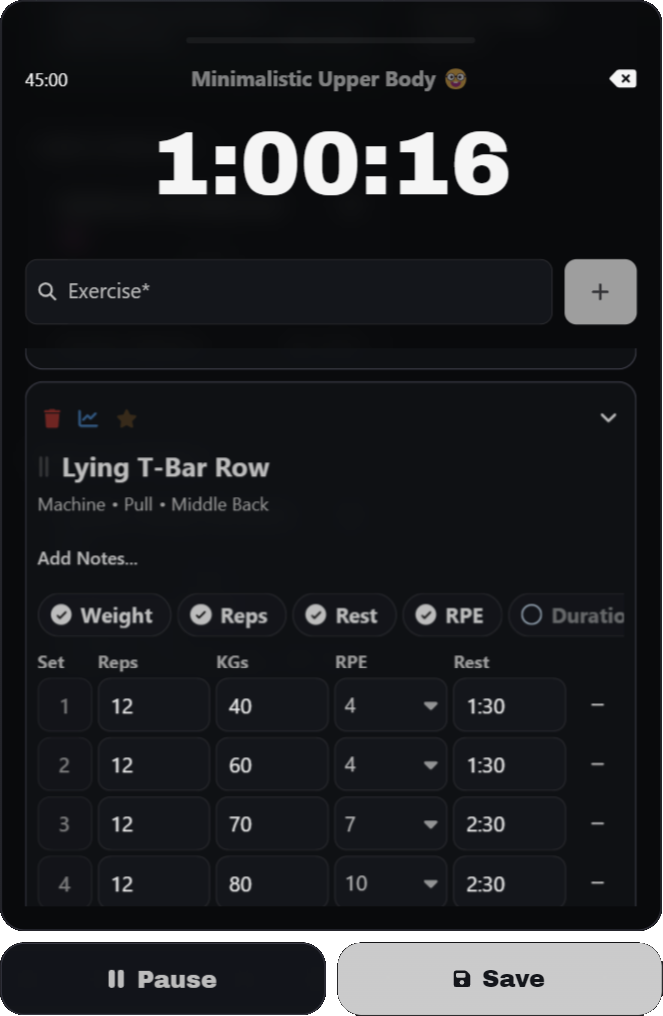 45:00 Minimalistic Upper Body 🤓
1:00:16
Exercise* +
Lying T-Bar Row
Machine • Pull • Middle Back
Add Notes...
Weight Reps Rest RPE Duratio
Set Reps KGs RPE Rest
1 12 40 4 1:30 −
2 12 60 4 1:30 −
3 12 70 7 2:30 −
4 12 80 10 2:30 −
Pause Save